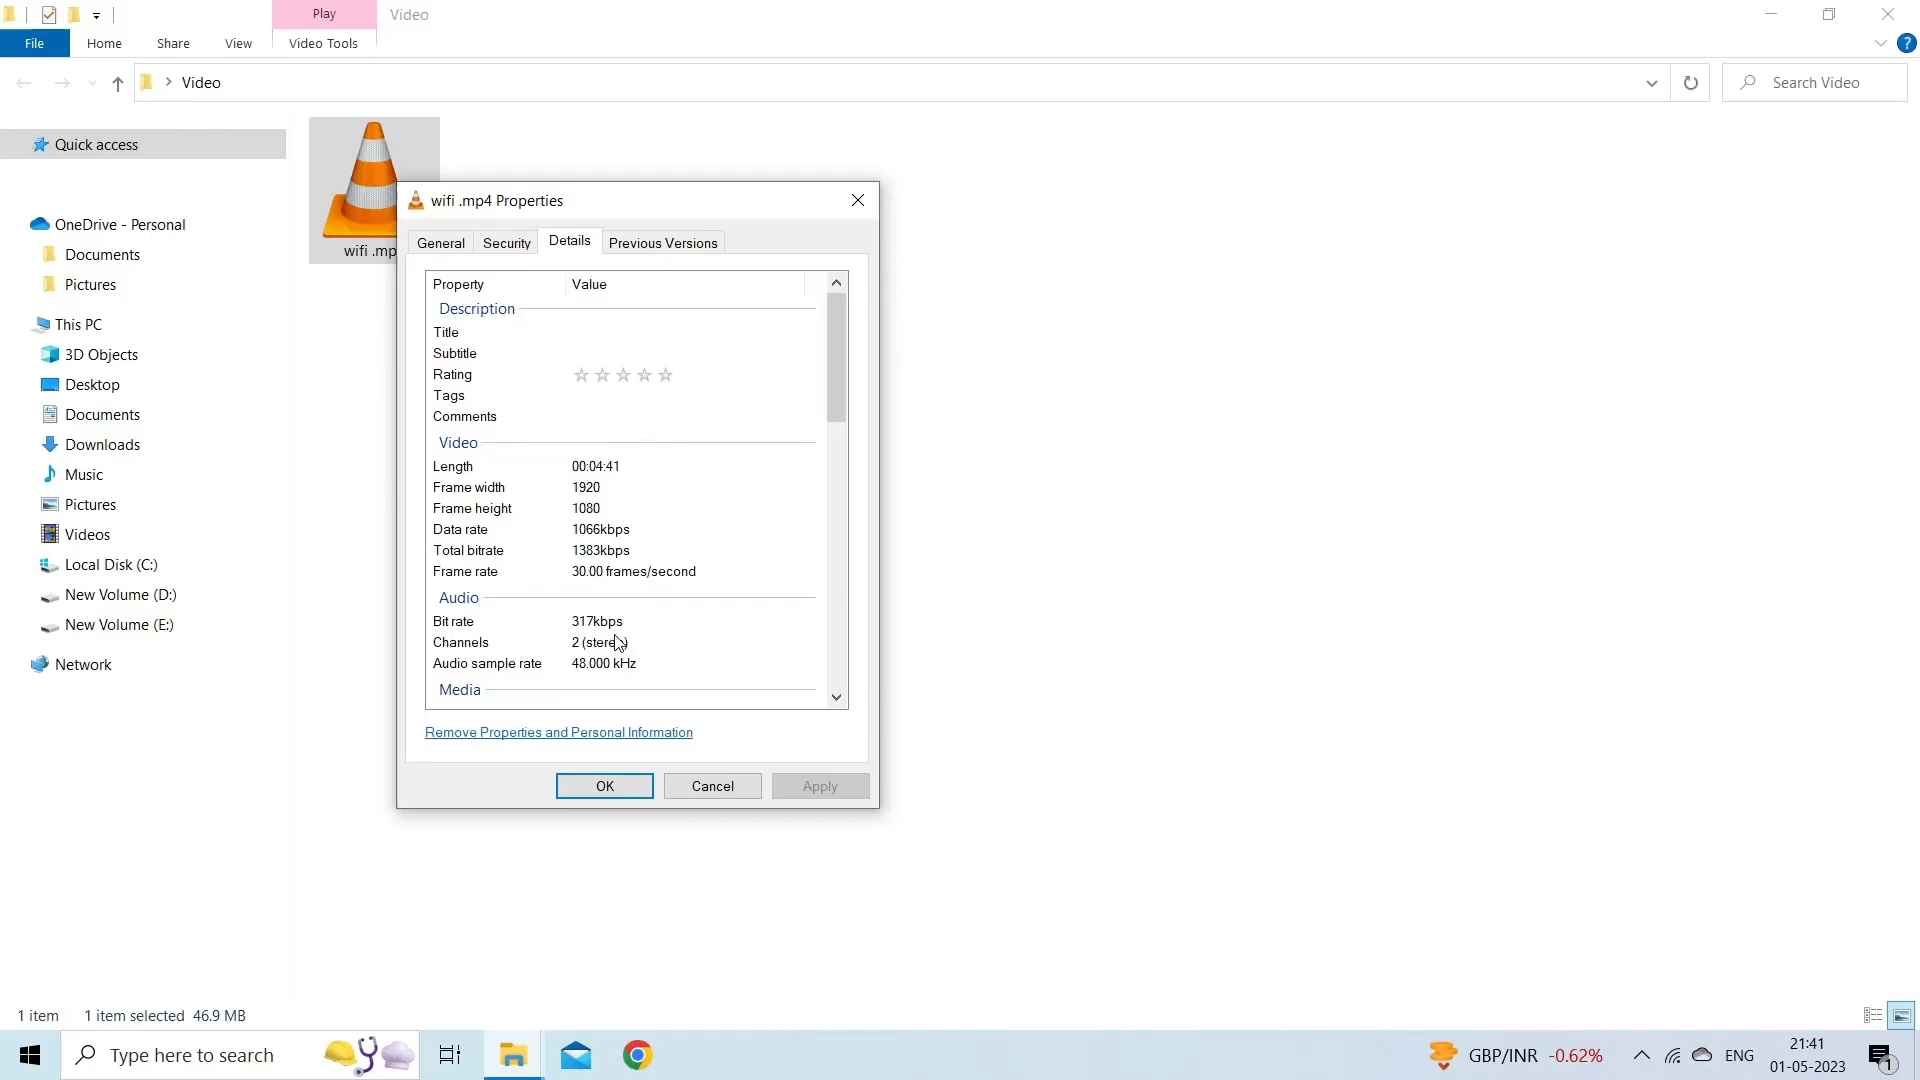 Play
Video
File
Home
Share
View
Video Tools
Video
Search Video
Quick access
OneDrive - Personal
Documents
Pictures
This PC
3D Objects
Desktop
Documents
Downloads
Music
Pictures
Videos
Local Disk (C:)
New Volume (D:)
New Volume (E:)
Network
wifi .mp
wifi .mp4 Properties
General
Security
Details
Previous Versions
Property Value
Description
Title
Subtitle
Rating
Tags
Comments
Video
Length 00:04:41
Frame width 1920
Frame height 1080
Data rate 1066kbps
Total bitrate 1383kbps
Frame rate 30.00 frames/second
Audio
Bit rate 317kbps
Channels 2 (stereo)
Audio sample rate 48.000 kHz
Media
Remove Properties and Personal Information
OK
Cancel
Apply
1 item 1 item selected 46.9 MB
Type here to search
GBP/INR -0.62%
ENG
21:41
01-05-2023
1